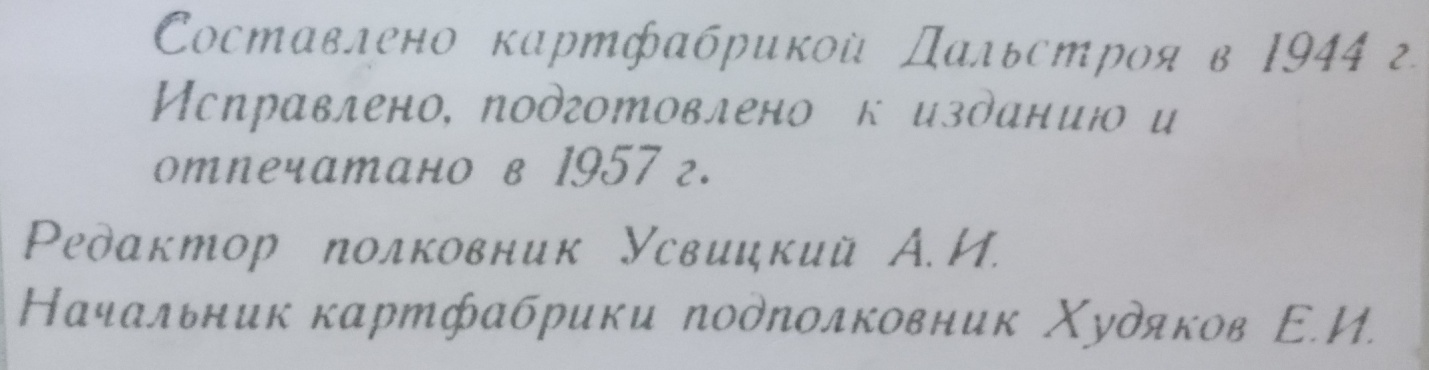 Составлено картфабрикой Дальстроя в 1944 г.
Исправлено, подготовлено к изданию и
отпечатано в 1957 г.
Редактор полковник Усвицкий А.И.
Начальник картфабрики подполковник Худяков Е.И.